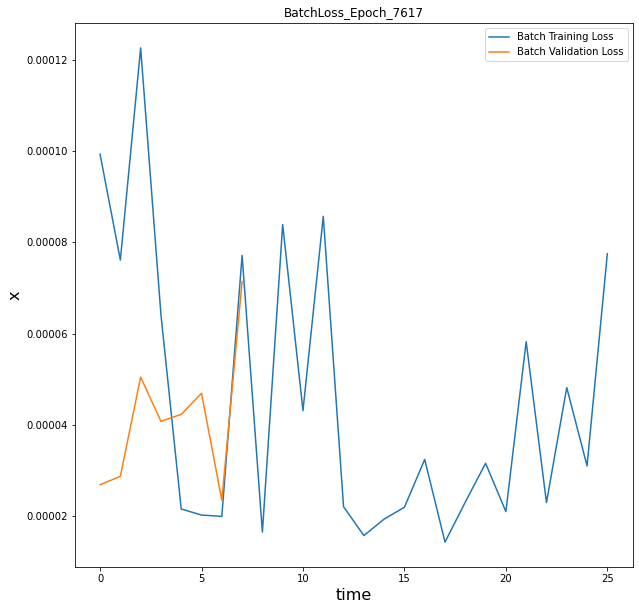 BatchLoss_Epoch_7617
Batch Training Loss
Batch Validation Loss
0.00012
0.00010
0.00008
0.00006
0.00004
0.00002
x
0 5 10 15 20 25
time